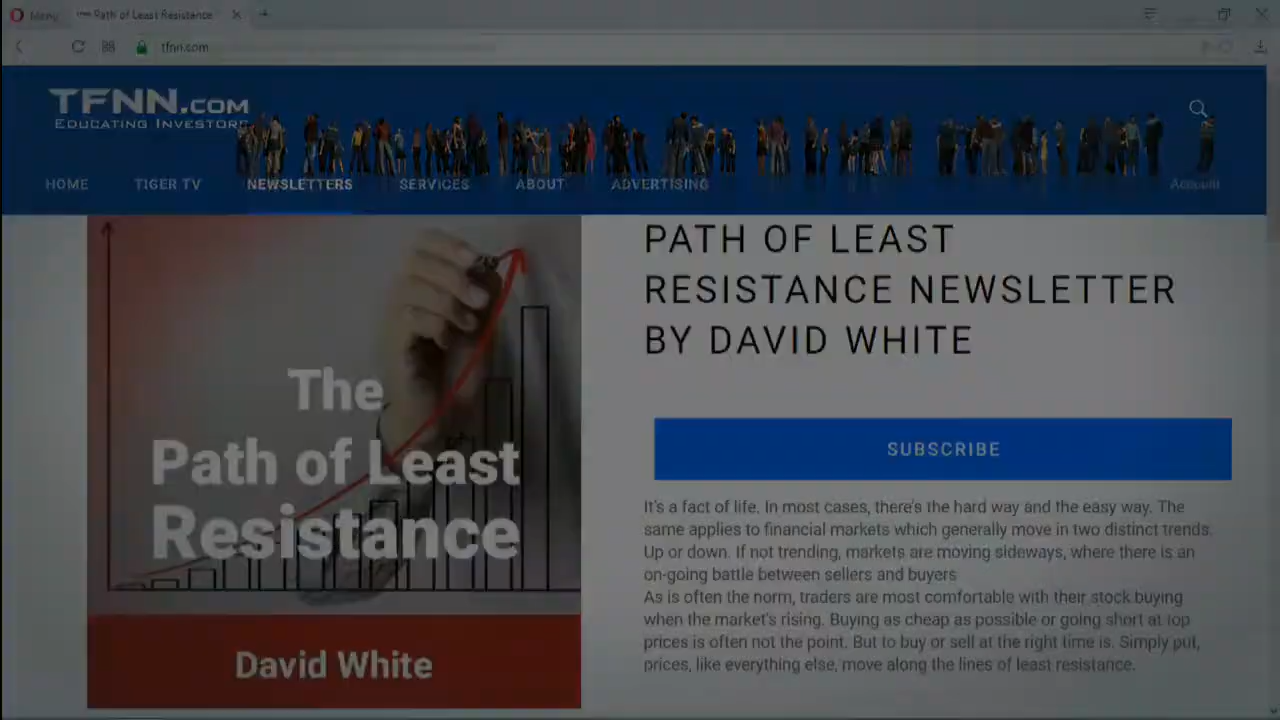 Menu
Path of Least Resistance
tfnn.com
TFNN.COM
EDUCATING INVESTORS
HOME
TIGER TV
NEWSLETTERS
SERVICES
ABOUT
ADVERTISING
Account
The
Path of Least
Resistance
David White
PATH OF LEAST
RESISTANCE NEWSLETTER
BY DAVID WHITE
SUBSCRIBE
It's a fact of life. In most cases, there's the hard way and the easy way. The
same applies to financial markets which generally move in two distinct trends.
Up or down. If not trending, markets are moving sideways, where there is an
on-going battle between sellers and buyers
As is often the norm, traders are most comfortable with their stock buying
when the market's rising. Buying as cheap as possible or going short at top
prices is often not the point. But to buy or sell at the right time is. Simply put,
prices, like everything else, move along the lines of least resistance.